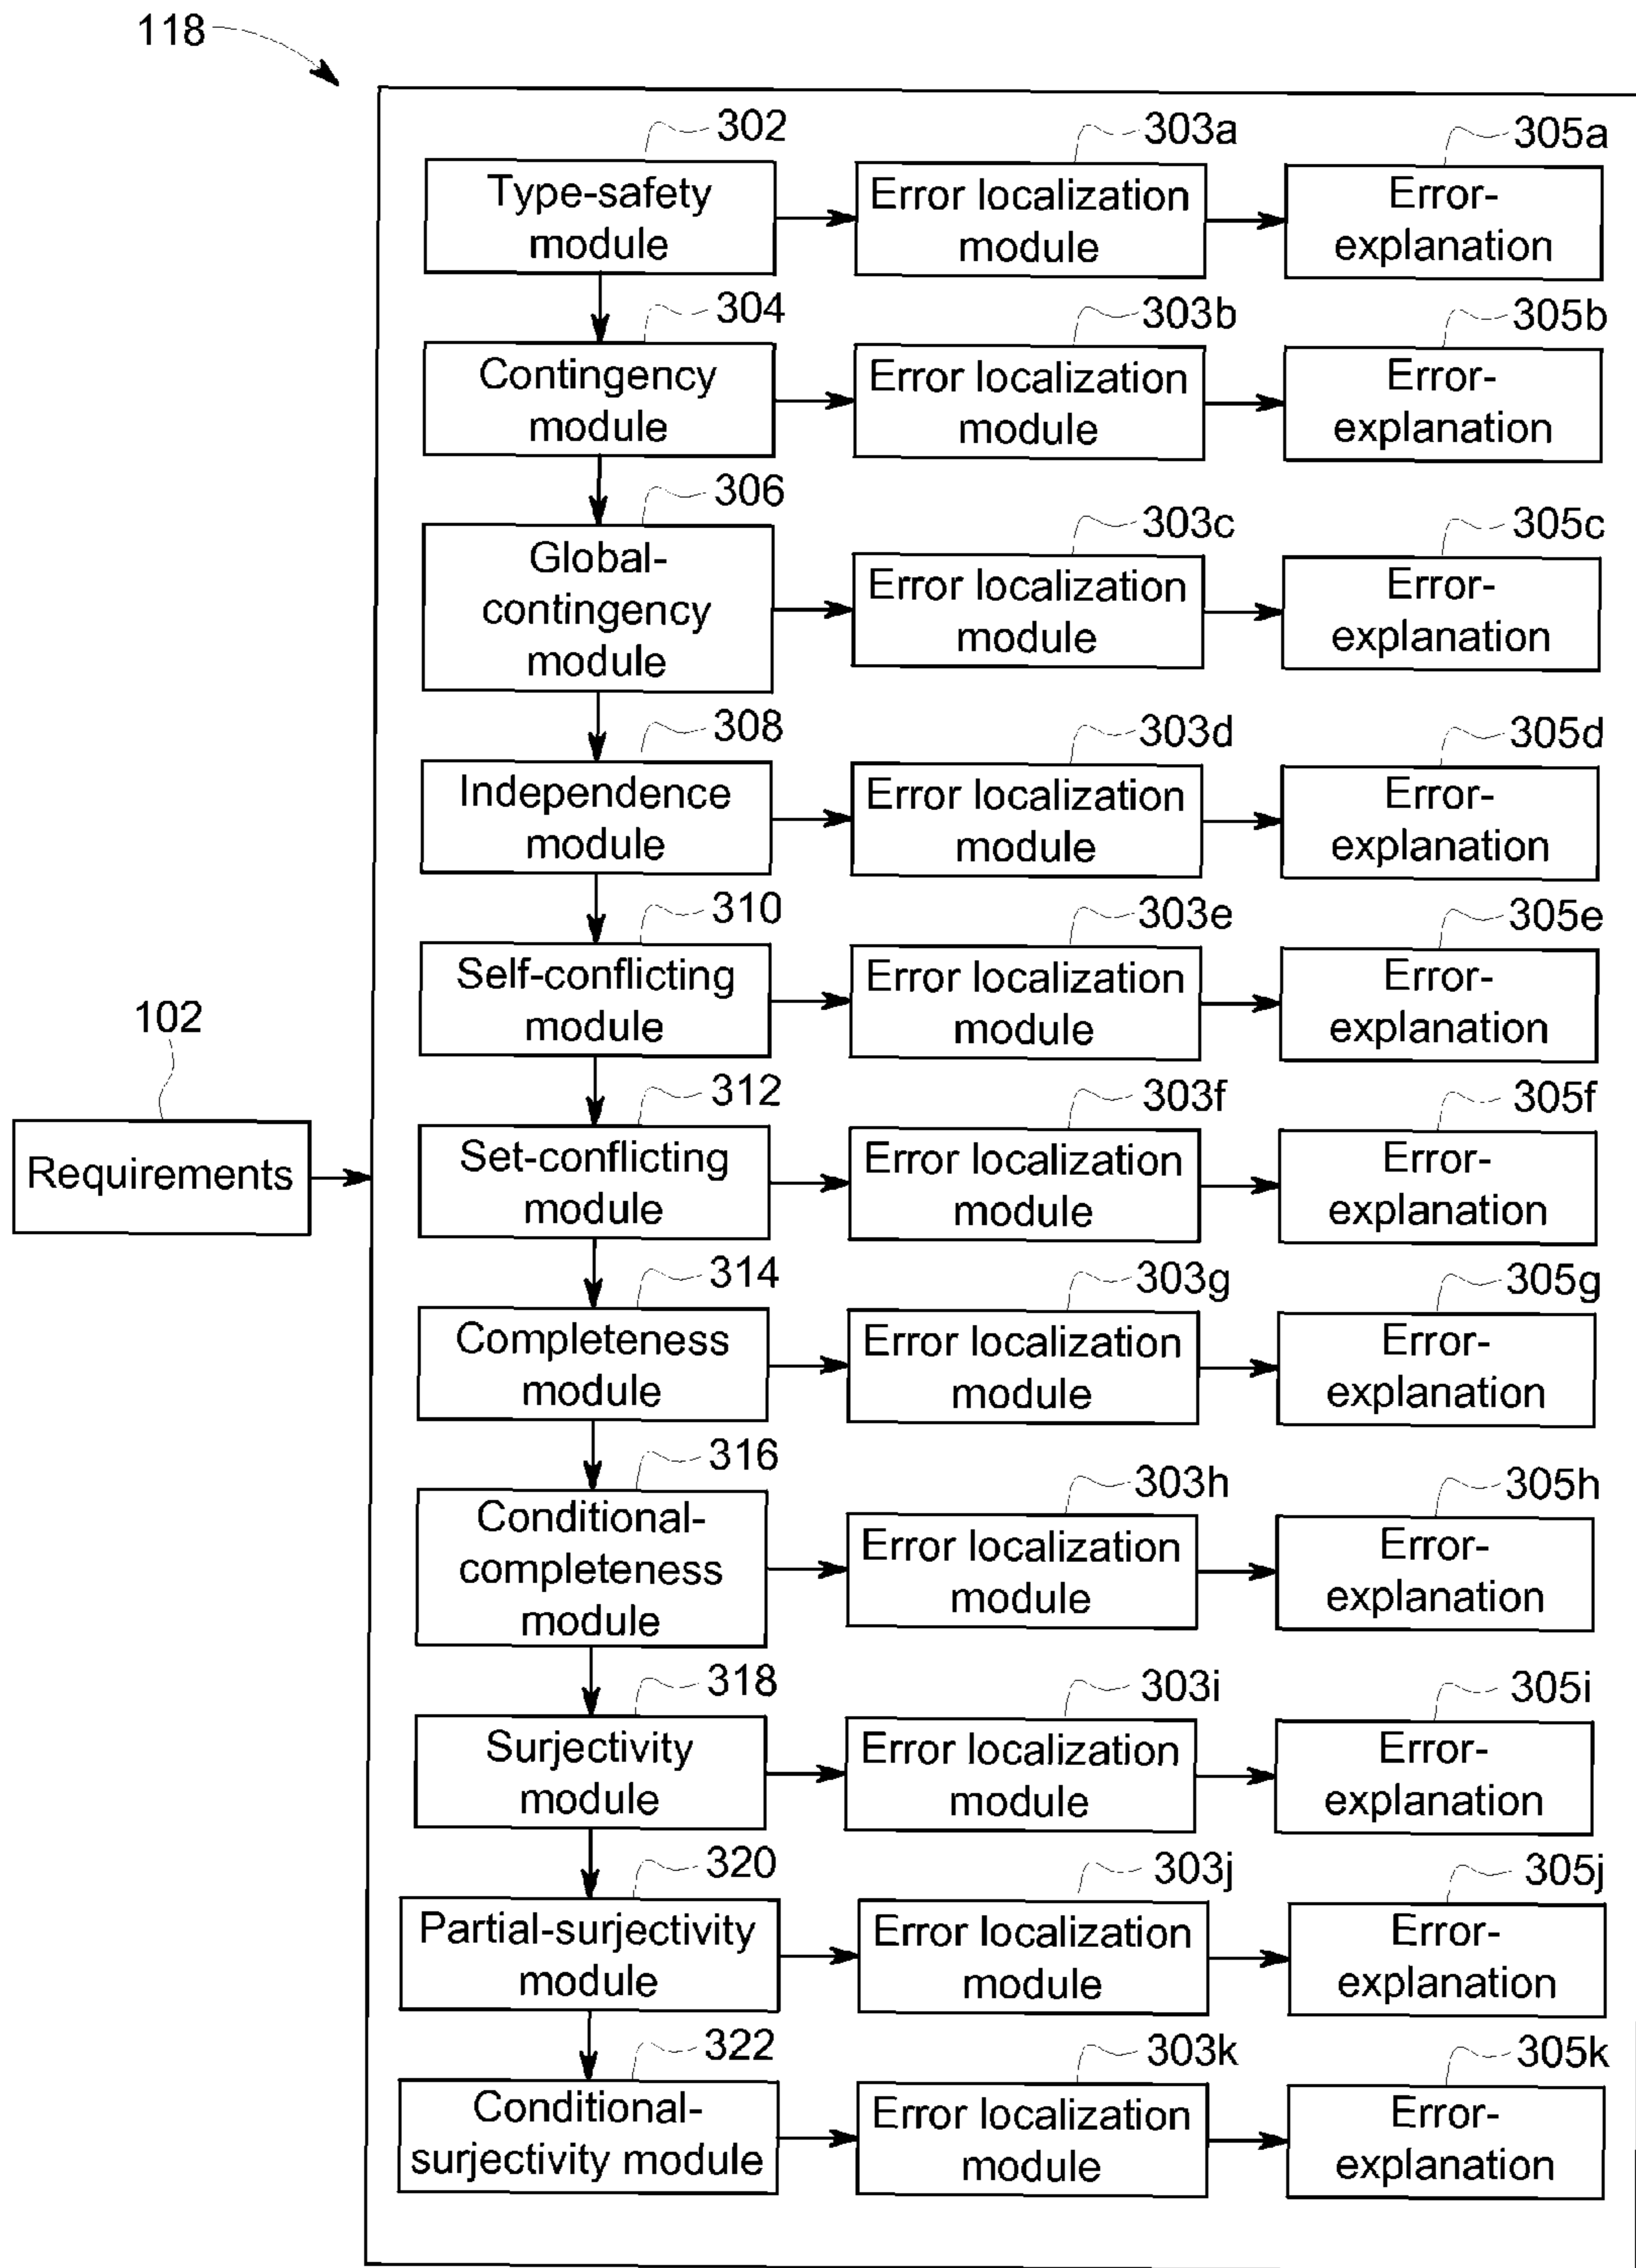 118
302
303a
305a
Type-safety
module
Error localization
module
Error-
explanation
304
303b
305b
Contingency
module
Error localization
module
Error-
explanation
306
303c
305c
Global-
contingency
module
Error localization
module
Error-
explanation
308
303d
305d
Independence
module
Error localization
module
Error-
explanation
310
303e
305e
Self-conflicting
module
Error localization
module
Error-
explanation
102
Requirements
312
303f
305f
Set-conflicting
module
Error localization
module
Error-
explanation
314
303g
305g
Completeness
module
Error localization
module
Error-
explanation
316
303h
305h
Conditional-
completeness
module
Error localization
module
Error-
explanation
318
303i
305i
Surjectivity
module
Error localization
module
Error-
explanation
320
303j
305j
Partial-surjectivity
module
Error localization
module
Error-
explanation
322
303k
305k
Conditional-
surjectivity module
Error localization
module
Error-
explanation